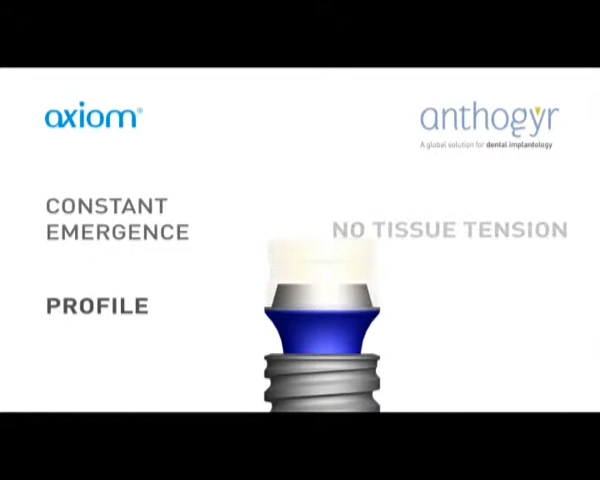 axiom®
anthogyr
A global solution for dental implantology
CONSTANT
EMERGENCE
NO TISSUE TENSION
PROFILE